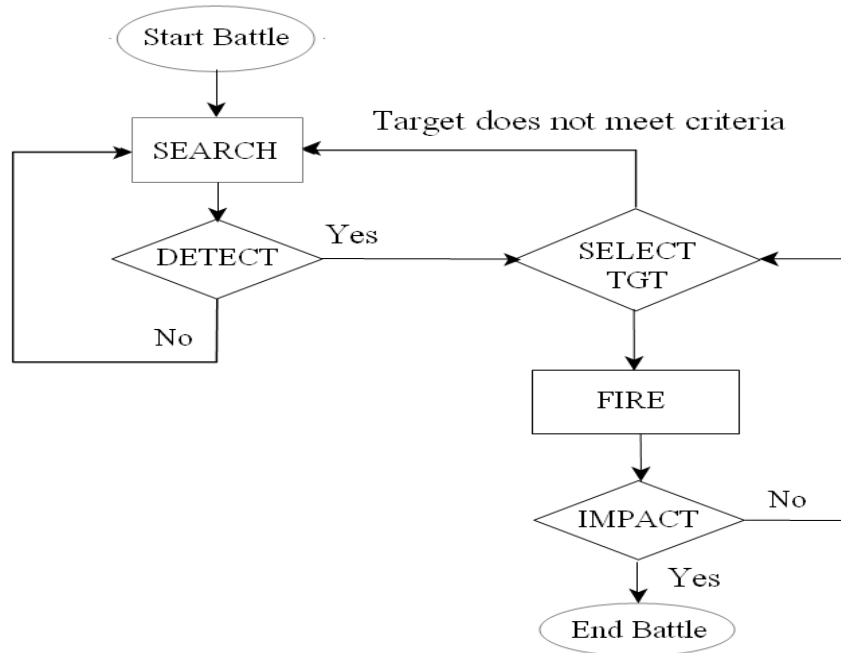 Start Battle
Target does not meet criteria
SEARCH
Yes
DETECT
SELECT
TGT
No
FIRE
IMPACT
No
Yes
End Battle